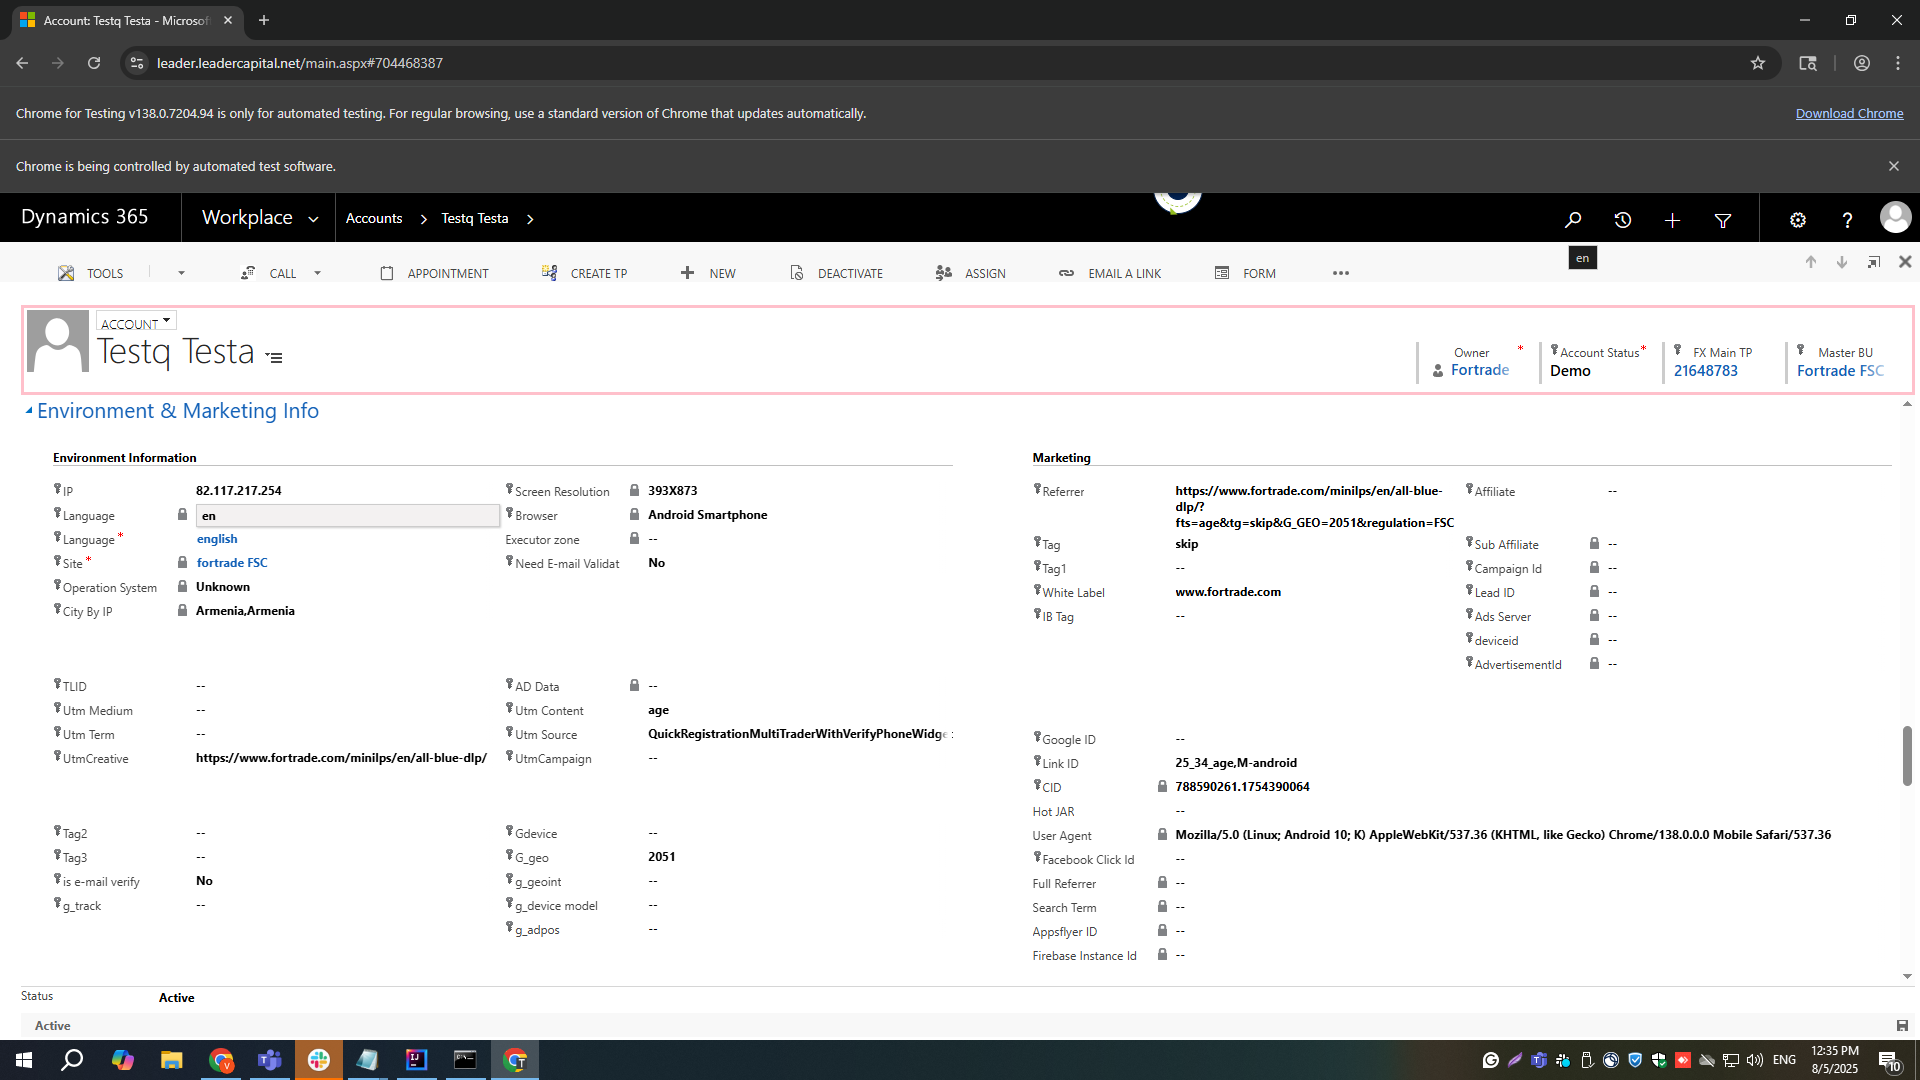 Account: Testq Testa - Microsof
leader.leadercapital.net/main.aspx#704468387
Chrome for Testing v138.0.7204.94 is only for automated testing. For regular browsing, use a standard version of Chrome that updates automatically.
Download Chrome
Chrome is being controlled by automated test software.
Dynamics 365
Workplace
Accounts
Testq Testa
en
TOOLS
CALL
APPOINTMENT
CREATE TP
NEW
DEACTIVATE
ASSIGN
EMAIL A LINK
FORM
ACCOUNT
Testq Testa
Owner *
Fortrade
Account Status *
Demo
FX Main TP
21648783
Master BU
Fortrade FSC
Environment & Marketing Info
Environment Information
IP 82.117.217.254
Language en
Language * english
Site * fortrade FSC
Operation System Unknown
City By IP Armenia,Armenia
Screen Resolution 393X873
Browser Android Smartphone
Executor zone --
Need E-mail Validat No
TLID --
Utm Medium --
Utm Term --
UtmCreative https://www.fortrade.com/minilps/en/all-blue-dlp/
AD Data --
Utm Content age
Utm Source QuickRegistrationMultiTraderWithVerifyPhoneWidge
UtmCampaign --
Tag2 --
Tag3 --
is e-mail verify No
g_track --
Gdevice --
G_geo 2051
g_geoint --
g_device model --
g_adpos --
Marketing
Referrer https://www.fortrade.com/minilps/en/all-blue-
dlp/?
fts=age&tg=skip&G_GEO=2051&regulation=FSC
Tag skip
Tag1 --
White Label www.fortrade.com
IB Tag --
Affiliate --
Sub Affiliate --
Campaign Id --
Lead ID --
Ads Server --
deviceid --
AdvertisementId --
Google ID --
Link ID 25_34_age,M-android
CID 788590261.1754390064
Hot JAR --
User Agent Mozilla/5.0 (Linux; Android 10; K) AppleWebKit/537.36 (KHTML, like Gecko) Chrome/138.0.0.0 Mobile Safari/537.36
Facebook Click Id --
Full Referrer --
Search Term --
Appsflyer ID --
Firebase Instance Id --
Status Active
Active
ENG
12:35 PM
8/5/2025
10